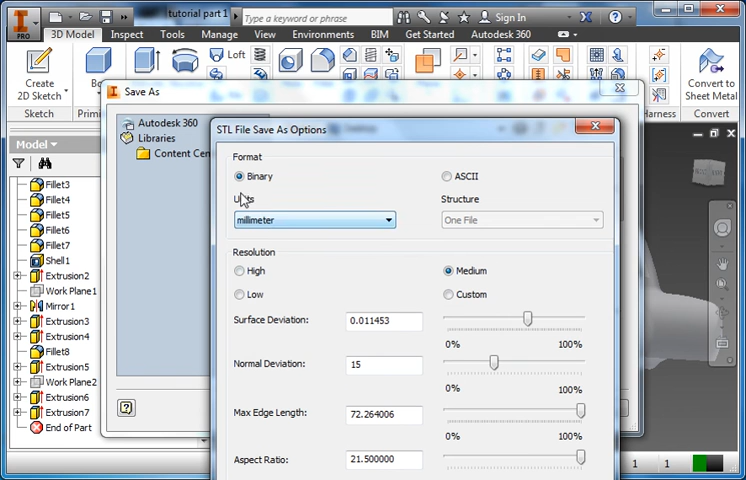 tutorial part 1
Type a keyword or phrase
Sign In
PRO
3D Model
Inspect
Tools
Manage
View
Environments
BIM
Get Started
Autodesk 360
Create
2D Sketch
Loft
Convert to
Sheet Metal
Sketch
Harness
Convert
Save As
Autodesk 360
Libraries
Content Cen
Model
STL File Save As Options
Format
Binary
ASCII
Units
Structure
millimeter
One File
Resolution
High
Medium
Low
Custom
Surface Deviation:
0.011453
0%
100%
Normal Deviation:
15
0%
100%
Max Edge Length:
72.264006
0%
100%
Aspect Ratio:
21.500000
Fillet3
Fillet4
Fillet5
Fillet6
Fillet7
Shell1
Extrusion2
Work Plane1
Mirror1
Extrusion3
Extrusion4
Fillet8
Work Plane2
Extrusion6
Extrusion7
End of Part
1
1